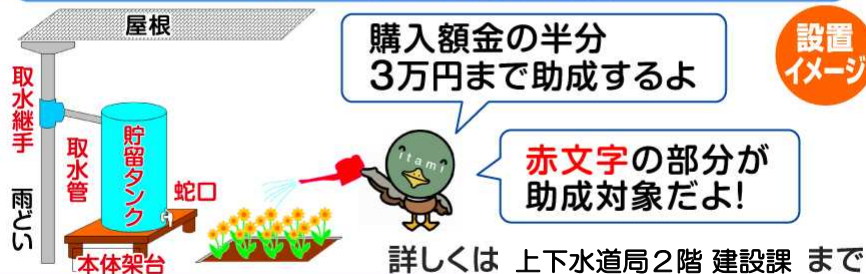 屋根
購入額金の半分
3万円まで助成するよ
設置
イメージ
取水継手
貯留タンク
取水管
蛇口
雨どい
本体架台
itami
赤文字の部分が
助成対象だよ!
詳しくは 上下水道局2階 建設課 まで